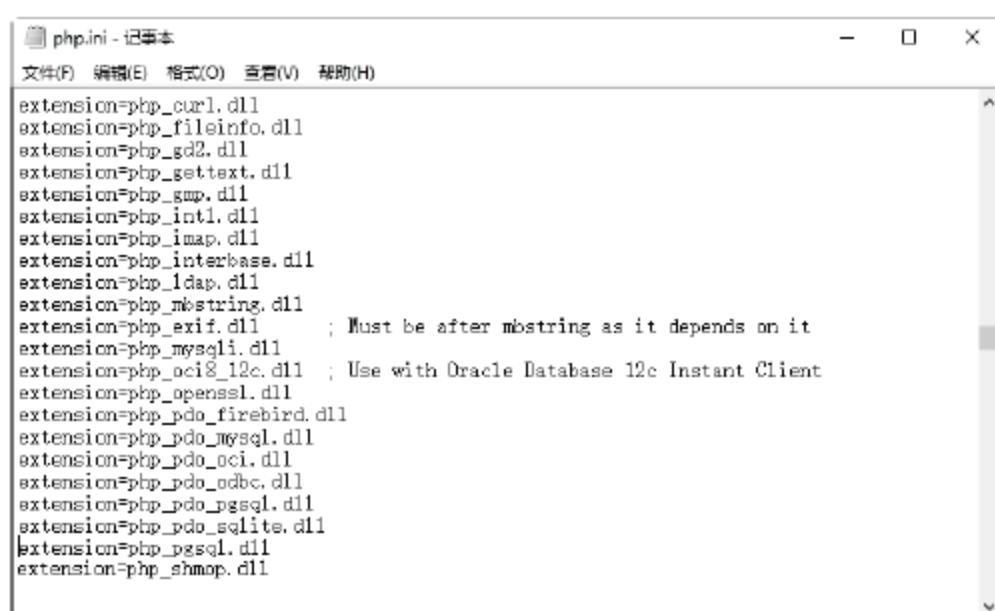 php.ini - 记事本
文件(F) 编辑(E) 格式(O) 查看(V) 帮助(H)
extension=php_curl.dll
extension=php_fileinfo.dll
extension=php_gd2.dll
extension=php_gettext.dll
extension=php_gmp.dll
extension=php_intl.dll
extension=php_imap.dll
extension=php_interbase.dll
extension=php_ldap.dll
extension=php_mbstring.dll
extension=php_exif.dll ; Must be after mbstring as it depends on it
extension=php_mysqli.dll
extension=php_oci8_12c.dll ; Use with Oracle Database 12c Instant Client
extension=php_openssl.dll
extension=php_pdo_firebird.dll
extension=php_pdo_mysql.dll
extension=php_pdo_oci.dll
extension=php_pdo_odbc.dll
extension=php_pdo_pgsql.dll
extension=php_pdo_sqlite.dll
extension=php_pgsql.dll
extension=php_shmop.dll